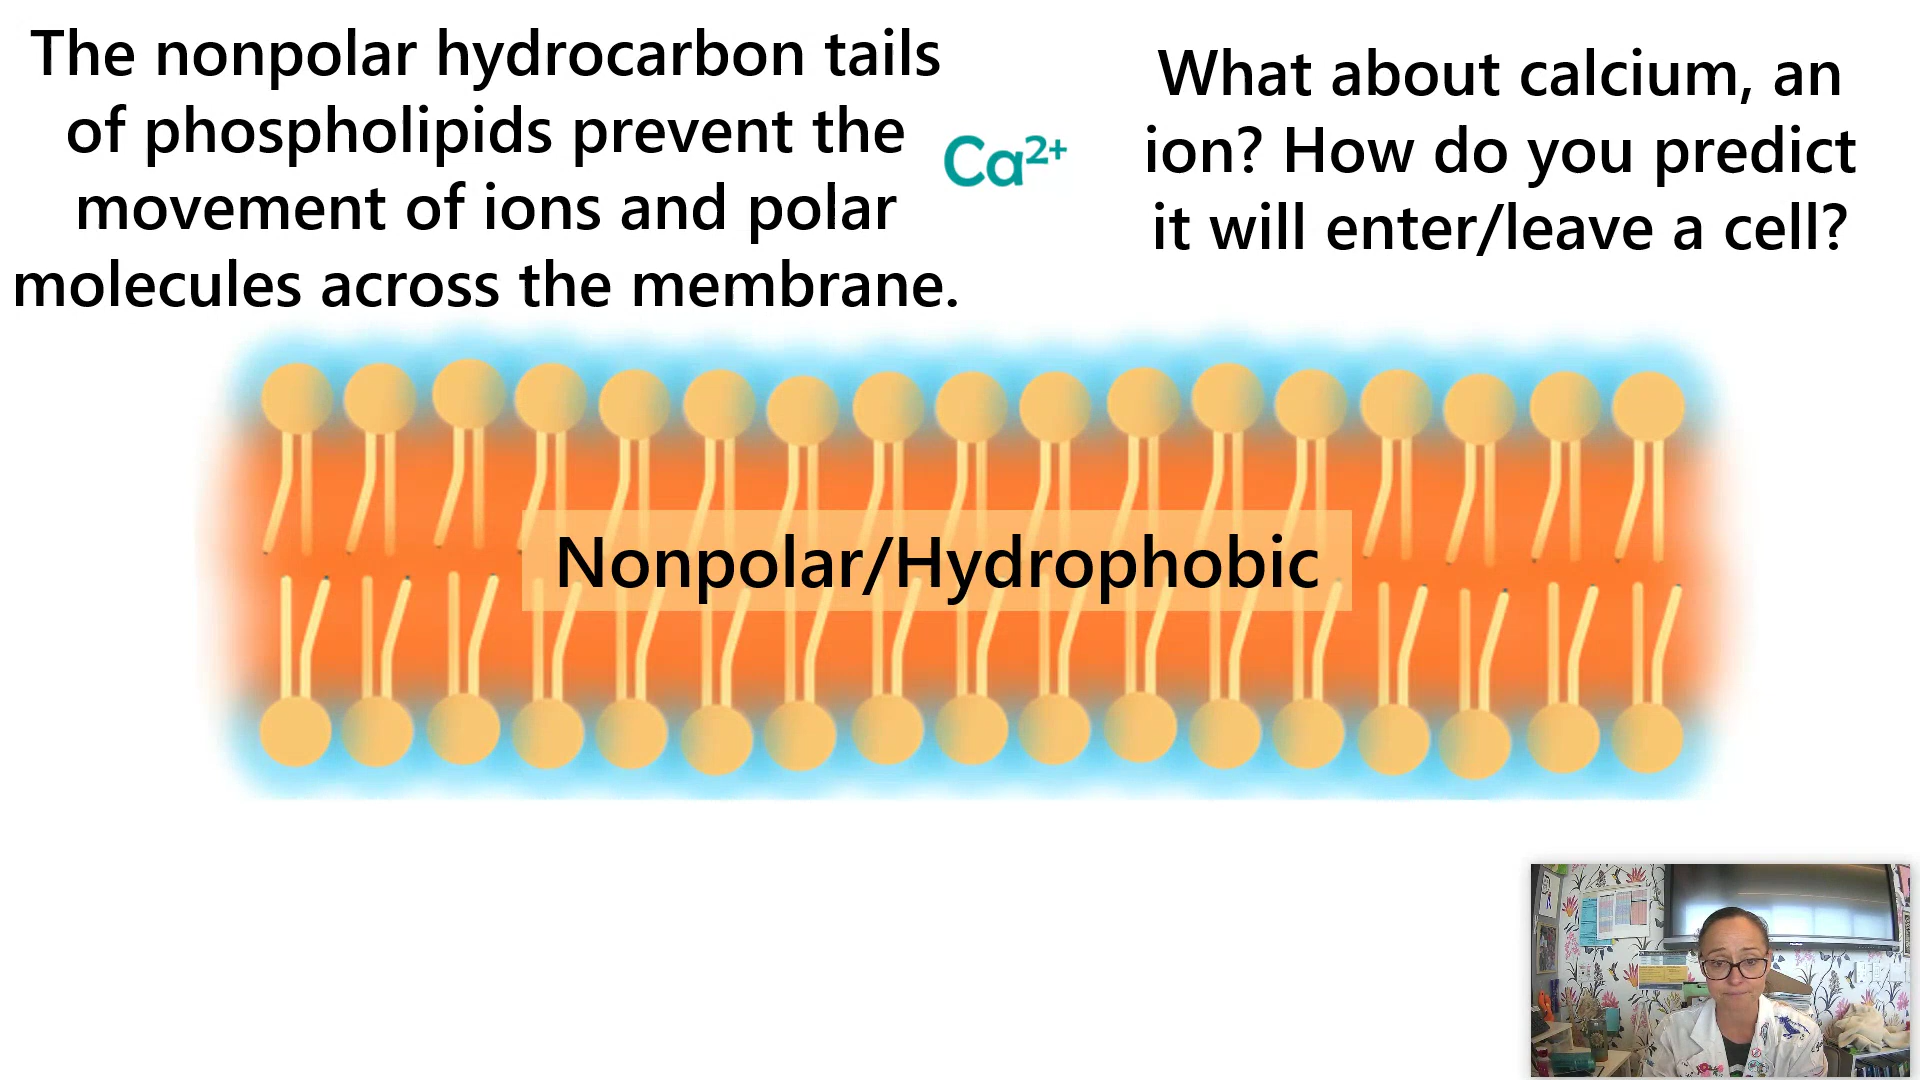 The nonpolar hydrocarbon tails
of phospholipids prevent the
movement of ions and polar
molecules across the membrane.
Ca²⁺
What about calcium, an
ion? How do you predict
it will enter/leave a cell?
Nonpolar/Hydrophobic